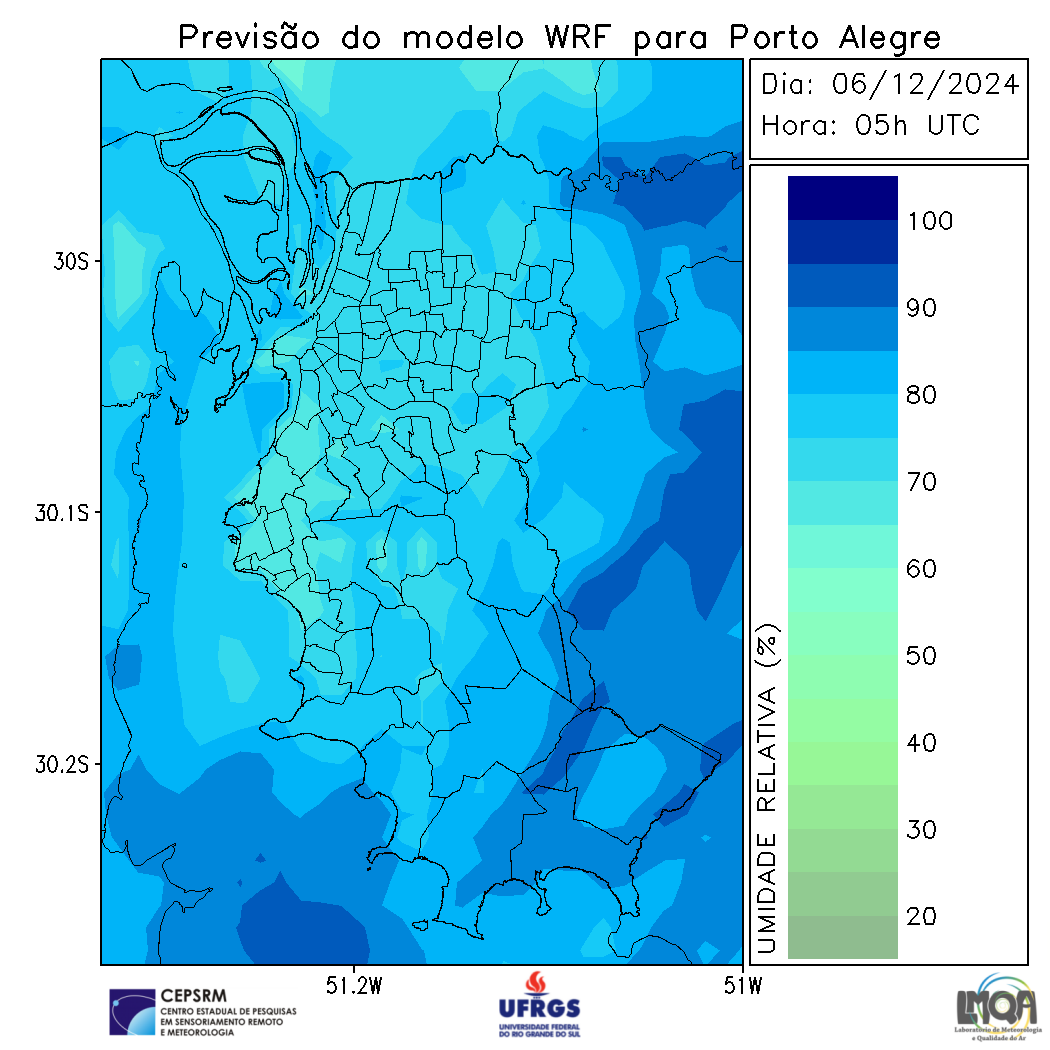 Previsão do modelo WRF para Porto Alegre
Dia: 06/12/2024
Hora: 05h UTC
30S
30.1S
30.2S
51.2W
51W
100
90
80
70
60
50
40
30
20
UMIDADE RELATIVA (%)
CEPSRM
CENTRO ESTADUAL DE PESQUISAS
EM SENSORIAMENTO REMOTO
E METEOROLOGIA
UFRGS
UNIVERSIDADE FEDERAL
DO RIO GRANDE DO SUL
LMQA
Laboratório de Meteorologia
e Qualidade do Ar